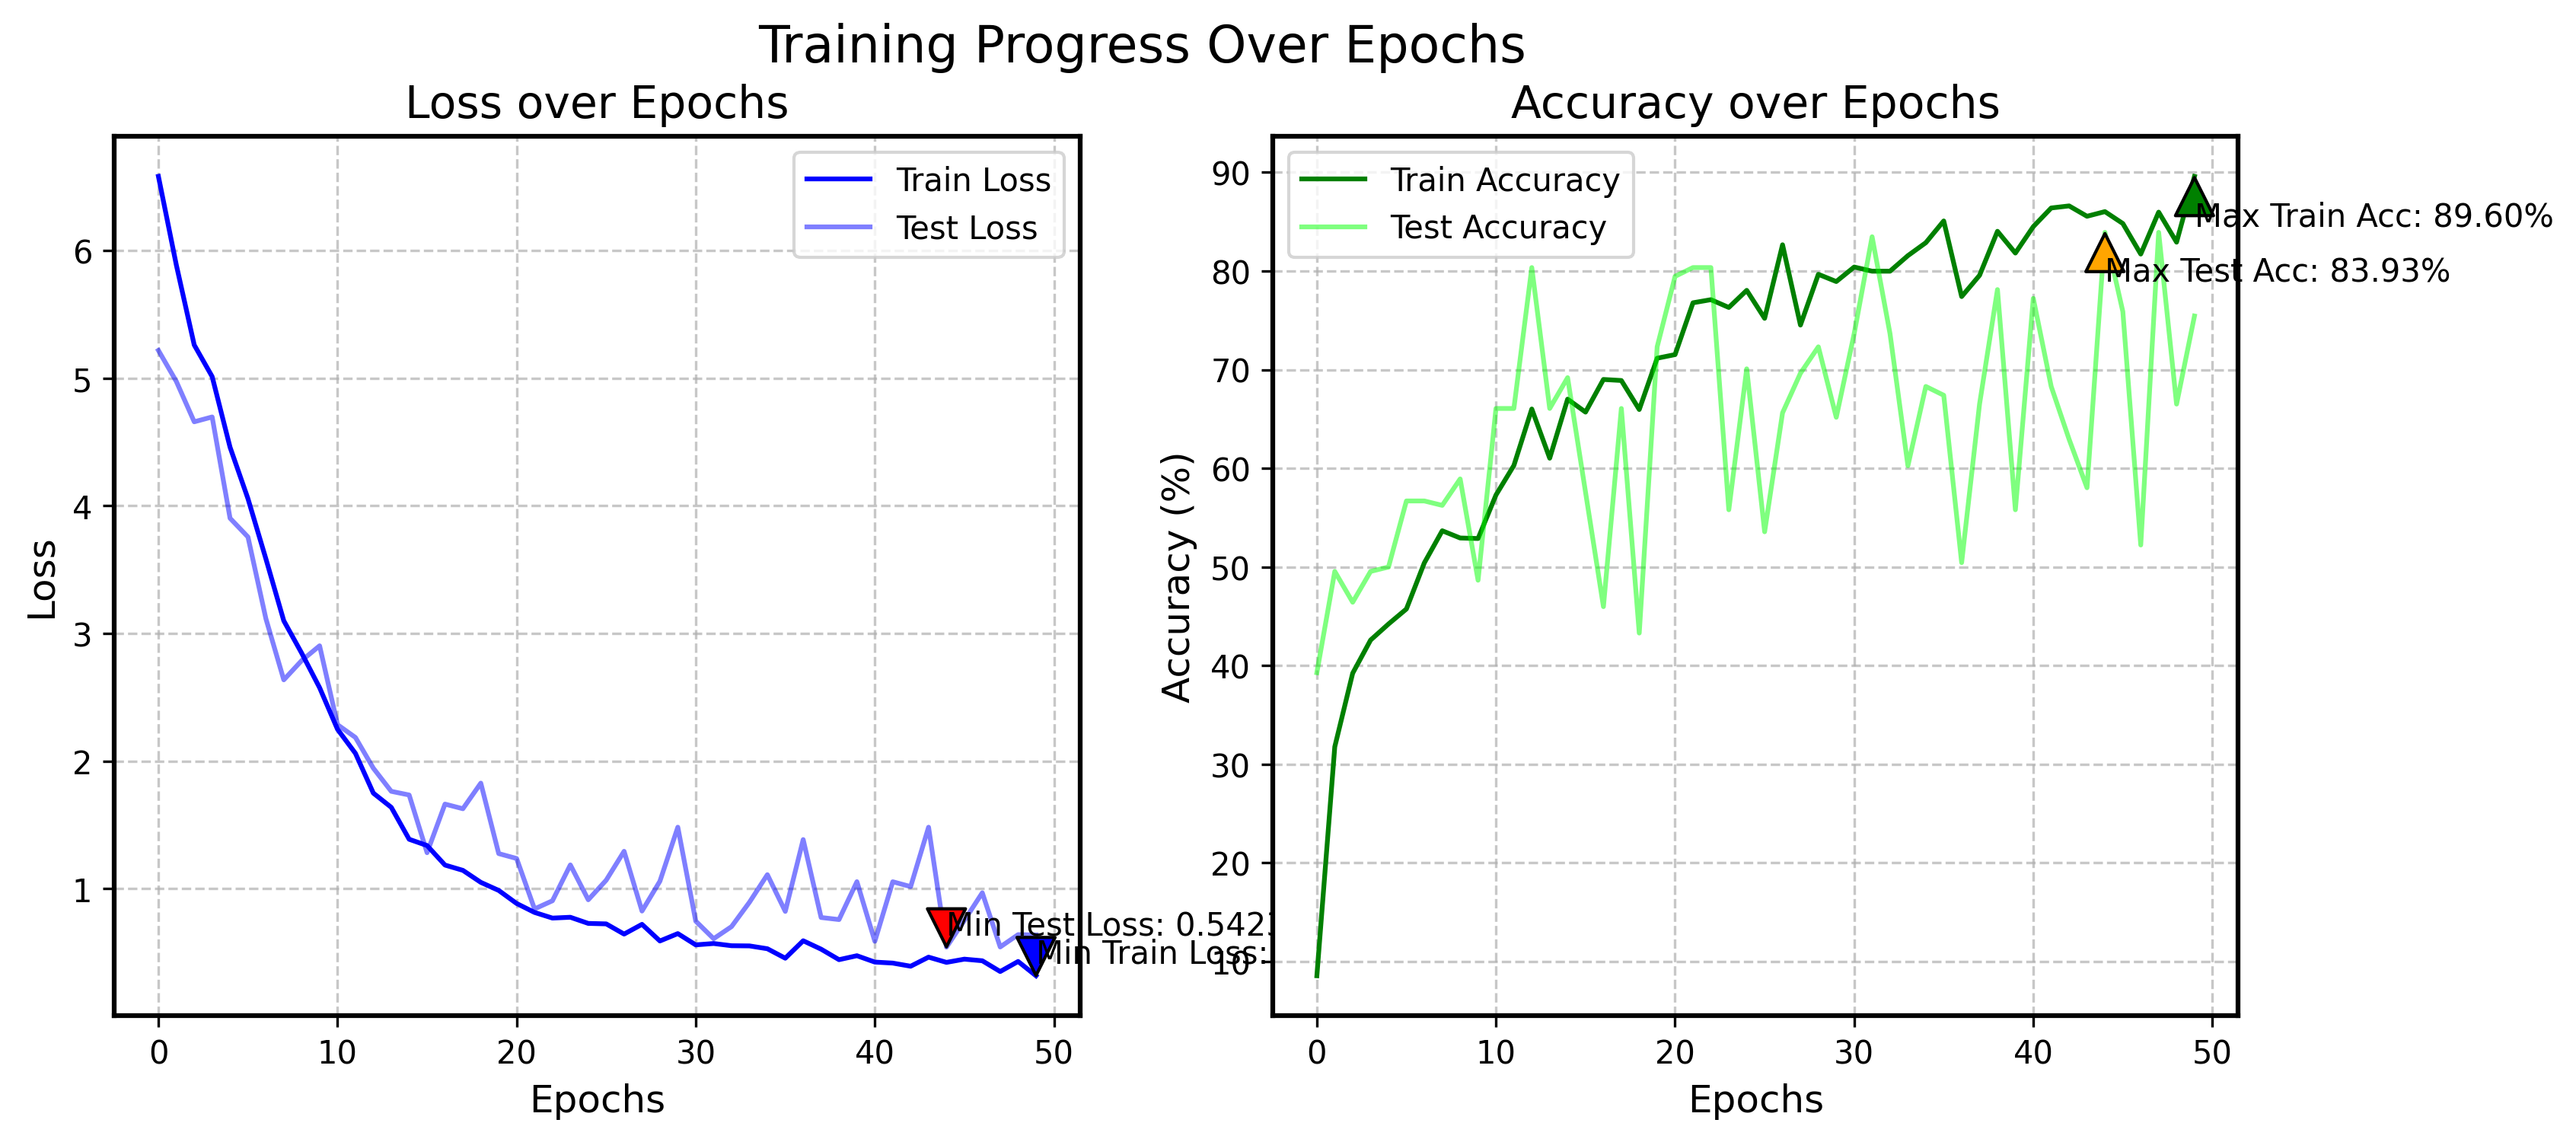 Training Progress Over Epochs
Loss over Epochs
Train Loss
Test Loss
6
5
4
3
2
1
Loss
Min Test Loss: 0.542
Min Train Loss:
0
10
20
30
40
50
Epochs
Accuracy over Epochs
Train Accuracy
Test Accuracy
90
80
70
60
50
40
30
20
10
Accuracy (%)
Max Train Acc: 89.60%
Max Test Acc: 83.93%
0
10
20
30
40
50
Epochs